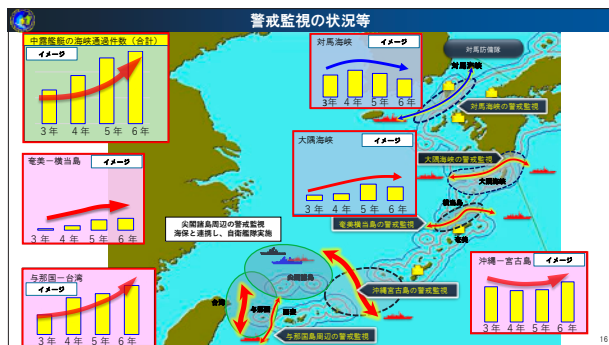 警戒監視の状況等
中露艦艇の海峡通過件数(合計)
イメージ
3年 4年 5年 6年
対馬海峡
イメージ
3年 4年 5年 6年
対馬防備隊
対馬海峡
対馬海峡の警戒監視
奄美ー横当島
イメージ
3年 4年 5年 6年
大隅海峡
イメージ
3年 4年 5年 6年
大隅海峡の警戒監視
大隅海峡
横当島
奄美横当島の警戒監視
奄美
尖閣諸島周辺の警戒監視
海保と連携し、自衛艦隊実施
尖閣諸島
与那国ー台湾
イメージ
3年 4年 5年 6年
台湾
与那国
沖縄宮古島の警戒監視
与那国島周辺の警戒監視
沖縄ー宮古島
イメージ
3年 4年 5年 6年
16